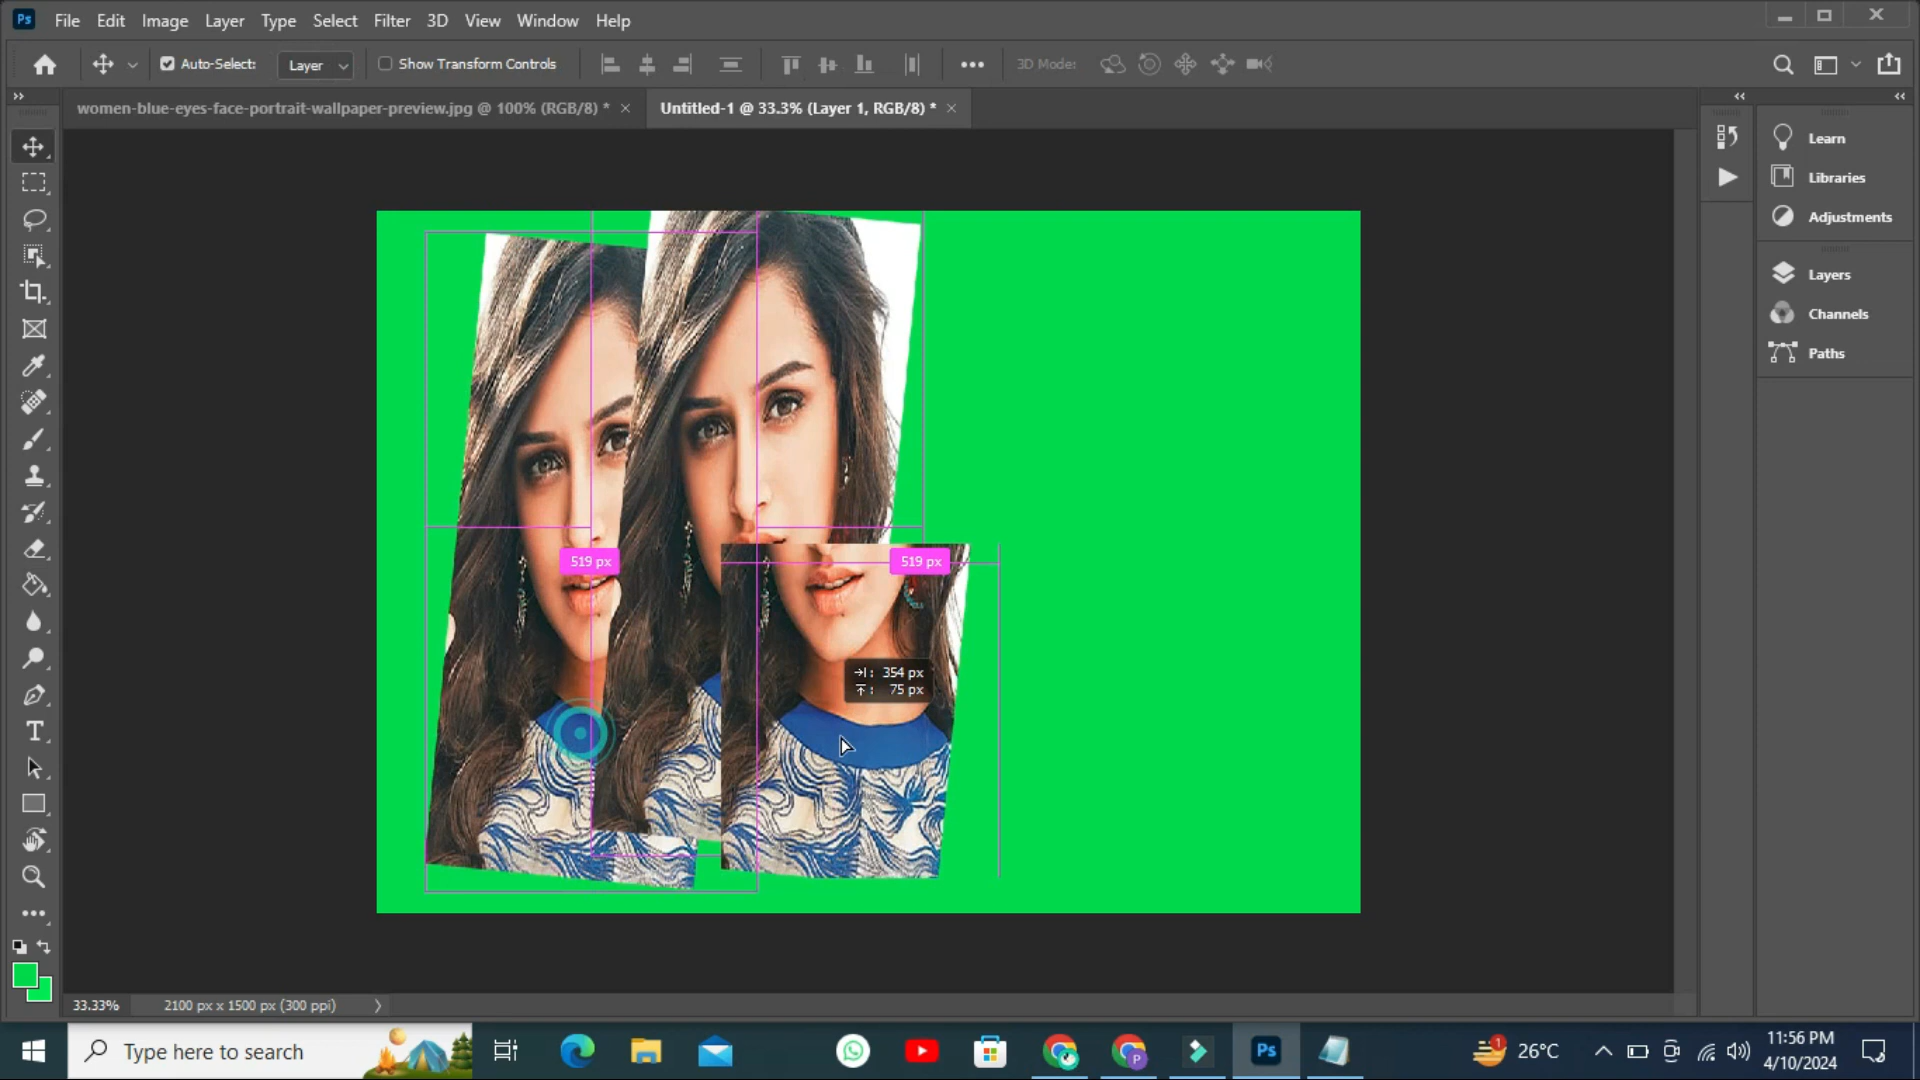 Ps File Edit Image Layer Type Select Filter 3D View Window Help
Auto-Select: Layer Show Transform Controls 3D Mode:
women-blue-eyes-face-portrait-wallpaper-preview.jpg @ 100% (RGB/8) * × Untitled-1 @ 33.3% (Layer 1, RGB/8) * ×
Learn
Libraries
Adjustments
Layers
Channels
Paths
519 px 519 px
354 px
75 px
33.33% 2100 px x 1500 px (300 ppi)
Type here to search
P
Ps
1
26°C
11:56 PM
4/10/2024